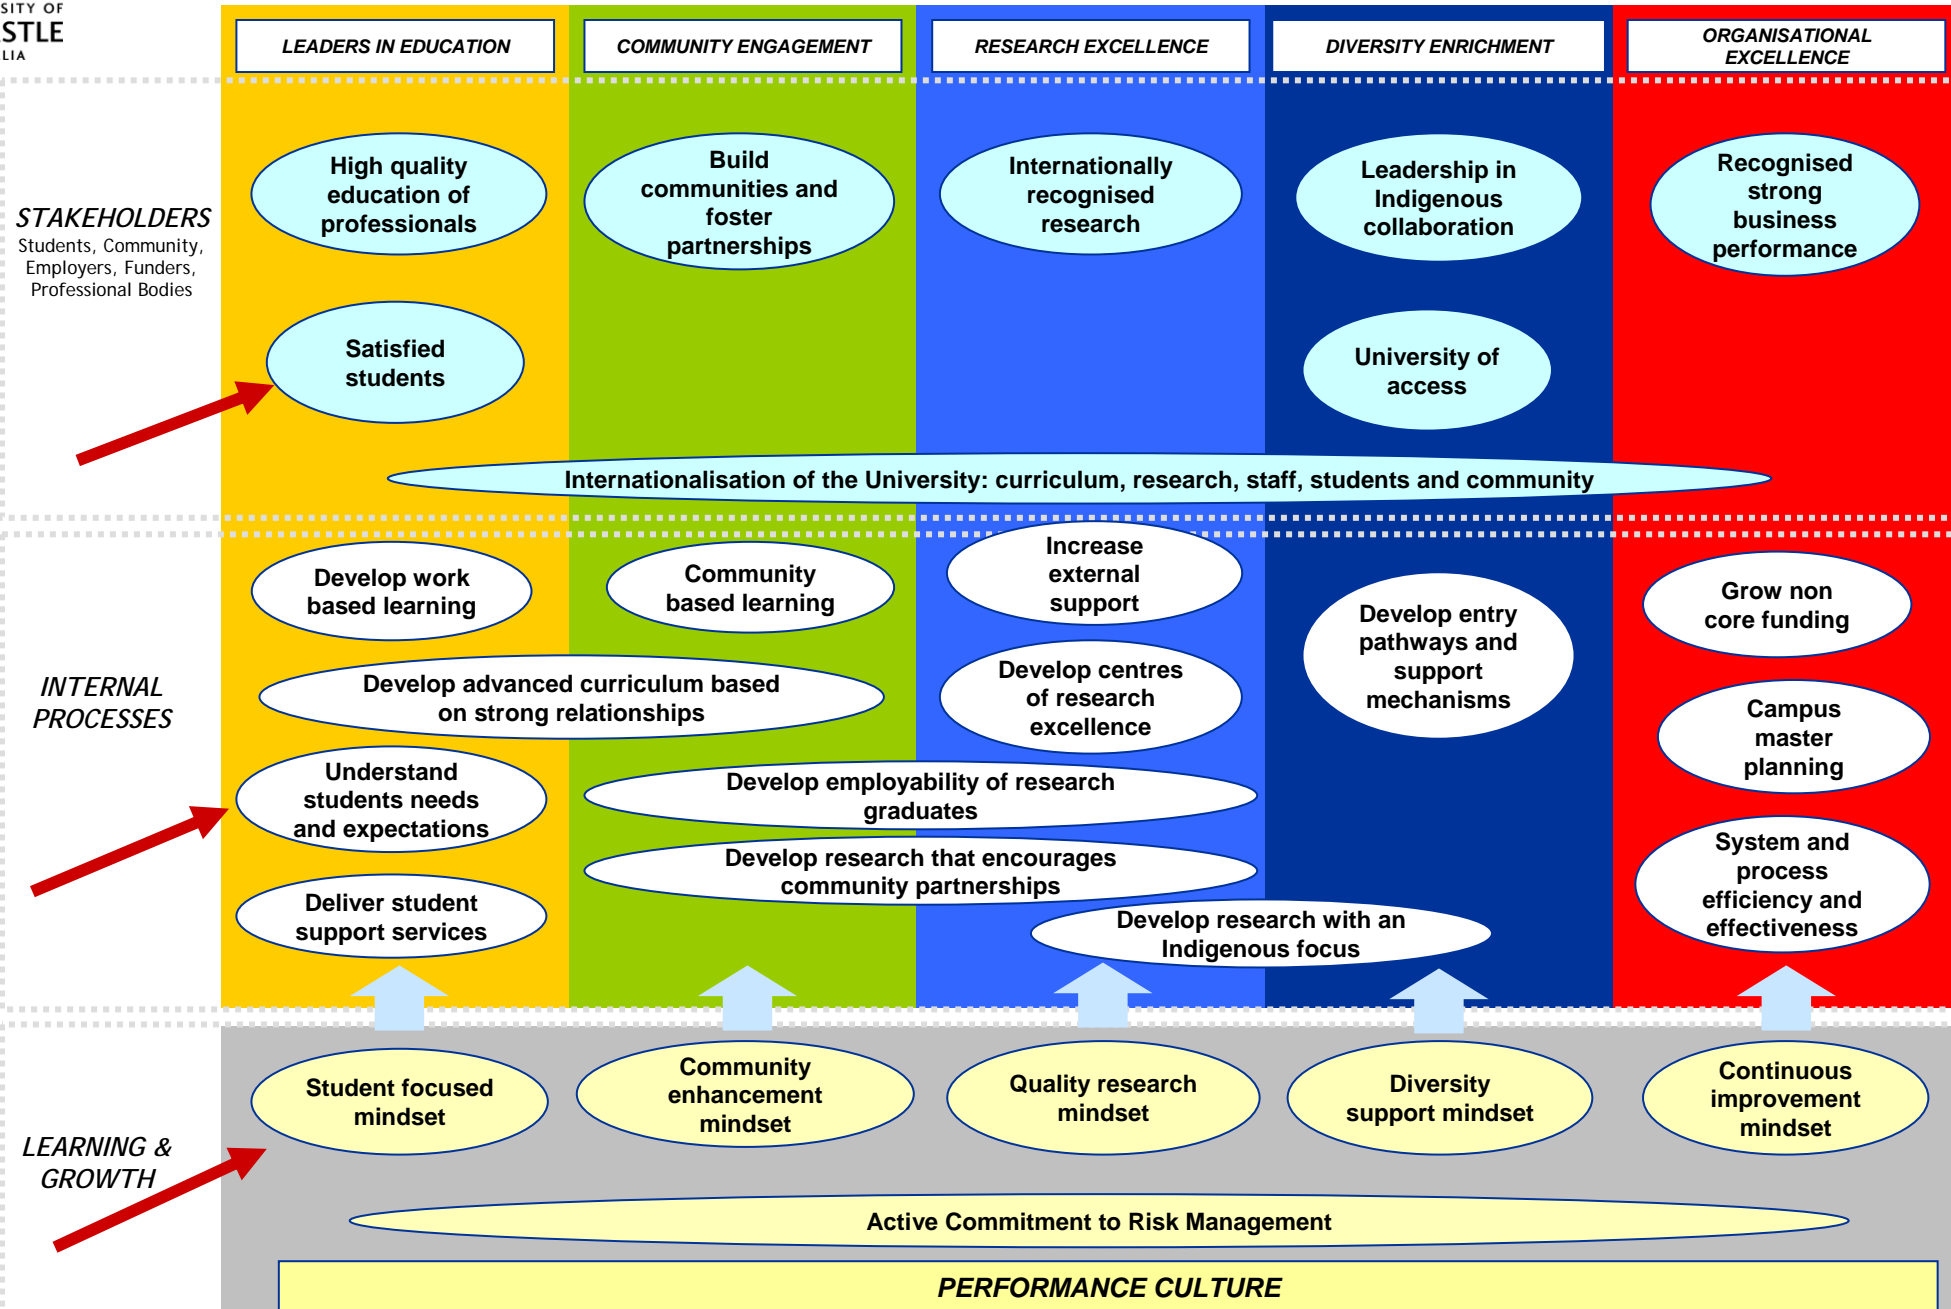 SITY OF
STLE
LIA
LEADERS IN EDUCATION
COMMUNITY ENGAGEMENT
RESEARCH EXCELLENCE
DIVERSITY ENRICHMENT
ORGANISATIONAL
EXCELLENCE
STAKEHOLDERS
Students, Community,
Employers, Funders,
Professional Bodies
High quality
education of
professionals
Build
communities and
foster
partnerships
Internationally
recognised
research
Leadership in
Indigenous
collaboration
Recognised
strong
business
performance
Satisfied
students
University of
access
Internationalisation of the University: curriculum, research, staff, students and community
INTERNAL
PROCESSES
Develop work
based learning
Community
based learning
Increase
external
support
Develop entry
pathways and
support
mechanisms
Grow non
core funding
Develop advanced curriculum based
on strong relationships
Develop centres
of research
excellence
Campus
master
planning
Understand
students needs
and expectations
Develop employability of research
graduates
Develop research that encourages
community partnerships
System and
process
efficiency and
effectiveness
Deliver student
support services
Develop research with an
Indigenous focus
LEARNING &
GROWTH
Student focused
mindset
Community
enhancement
mindset
Quality research
mindset
Diversity
support mindset
Continuous
improvement
mindset
Active Commitment to Risk Management
PERFORMANCE CULTURE